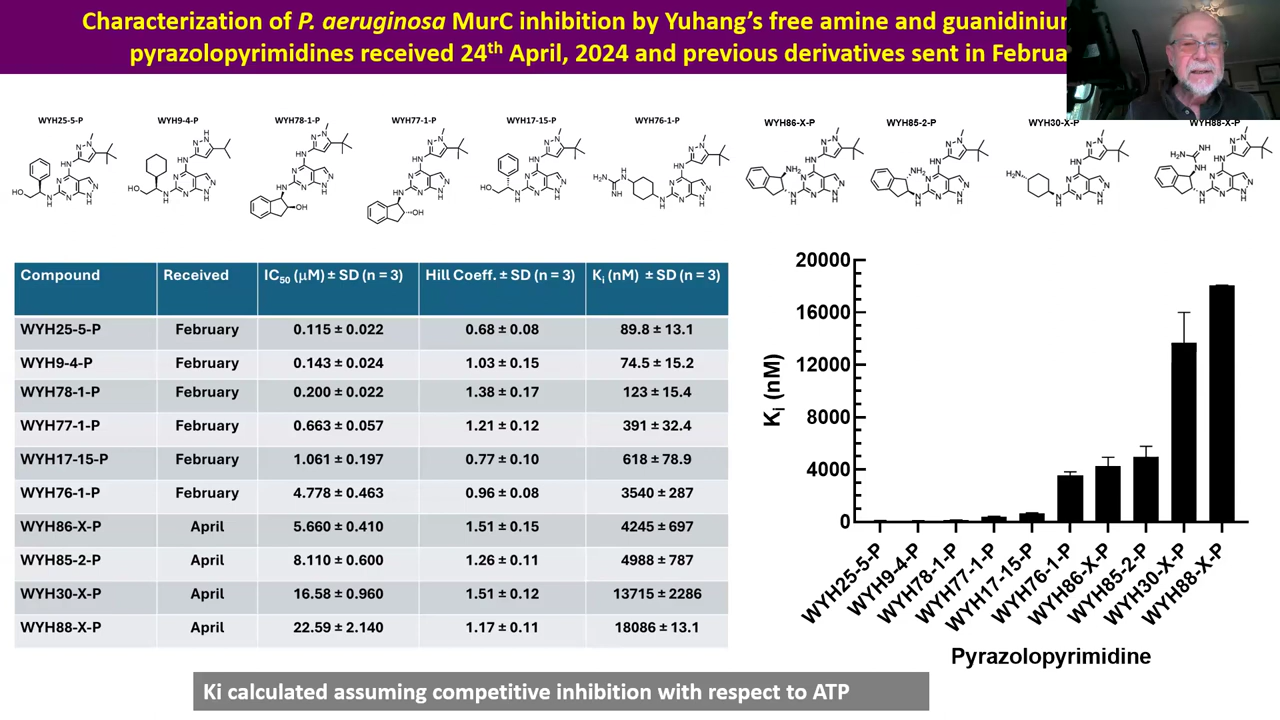 Characterization of P. aeruginosa MurC inhibition by Yuhang's free amine and
pyrazolopyrimidines received 24th April, 2024 and previous derivatives sent in
WYH25-5-P WYH9-4-P WYH78-1-P WYH77-1-P WYH17-15-P WYH76-1-P WYH86-X-P WYH85-2-P WYH30-X-P WYH88-X-P
Compound Received IC50 (μM) ± SD (n = 3) Hill Coeff. ± SD (n = 3) Ki (nM) ± SD (n = 3)
WYH25-5-P February 0.115 ± 0.022 0.68 ± 0.08 89.8 ± 13.1
WYH9-4-P February 0.143 ± 0.024 1.03 ± 0.15 74.5 ± 15.2
WYH78-1-P February 0.200 ± 0.022 1.38 ± 0.17 123 ± 15.4
WYH77-1-P February 0.663 ± 0.057 1.21 ± 0.12 391 ± 32.4
WYH17-15-P February 1.061 ± 0.197 0.77 ± 0.10 618 ± 78.9
WYH76-1-P February 4.778 ± 0.463 0.96 ± 0.08 3540 ± 287
WYH86-X-P April 5.660 ± 0.410 1.51 ± 0.15 4245 ± 697
WYH85-2-P April 8.110 ± 0.600 1.26 ± 0.11 4988 ± 787
WYH30-X-P April 16.58 ± 0.960 1.51 ± 0.12 13715 ± 2286
WYH88-X-P April 22.59 ± 2.140 1.17 ± 0.11 18086 ± 13.1
Ki (nM)
20000
16000
12000
8000
4000
0
WYH25-5-P
WYH9-4-P
WYH78-1-P
WYH77-1-P
WYH17-15-P
WYH76-1-P
WYH86-X-P
WYH85-2-P
WYH30-X-P
WYH88-X-P
Pyrazolopyrimidine
Ki calculated assuming competitive inhibition with respect to ATP